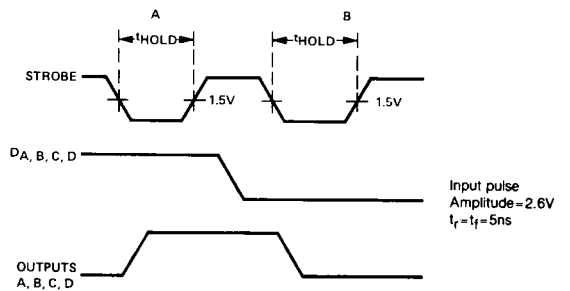 A B
tHOLD tHOLD
STROBE
1.5V 1.5V
DA, B, C, D
Input pulse
Amplitude=2.6V
tr=tf=5ns
OUTPUTS
A, B, C, D